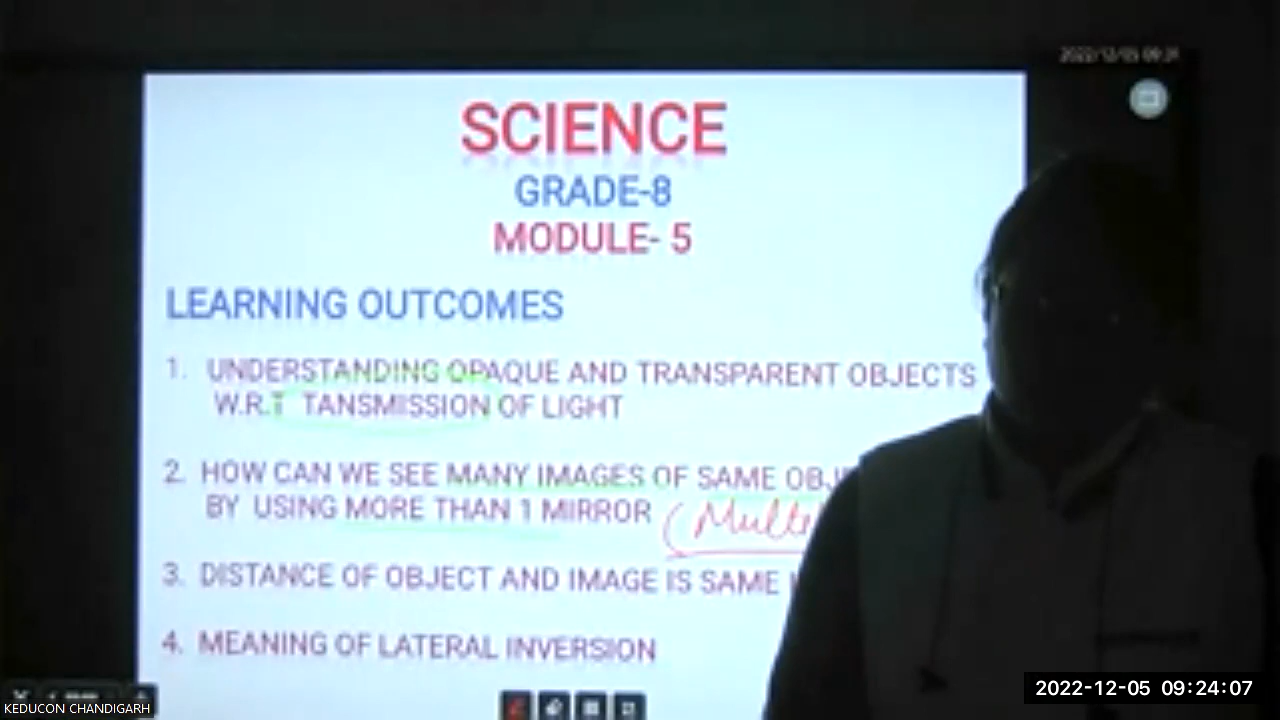 2022/12/05 09:31
SCIENCE
GRADE-8
MODULE- 5
LEARNING OUTCOMES
1. UNDERSTANDING OPAQUE AND TRANSPARENT OBJECTS
W.R.T TANSMISSION OF LIGHT
2. HOW CAN WE SEE MANY IMAGES OF SAME OBJ
BY USING MORE THAN 1 MIRROR (Multe
3. DISTANCE OF OBJECT AND IMAGE IS SAME
4. MEANING OF LATERAL INVERSION
KEDUCON CHANDIGARH
2022-12-05 09:24:07